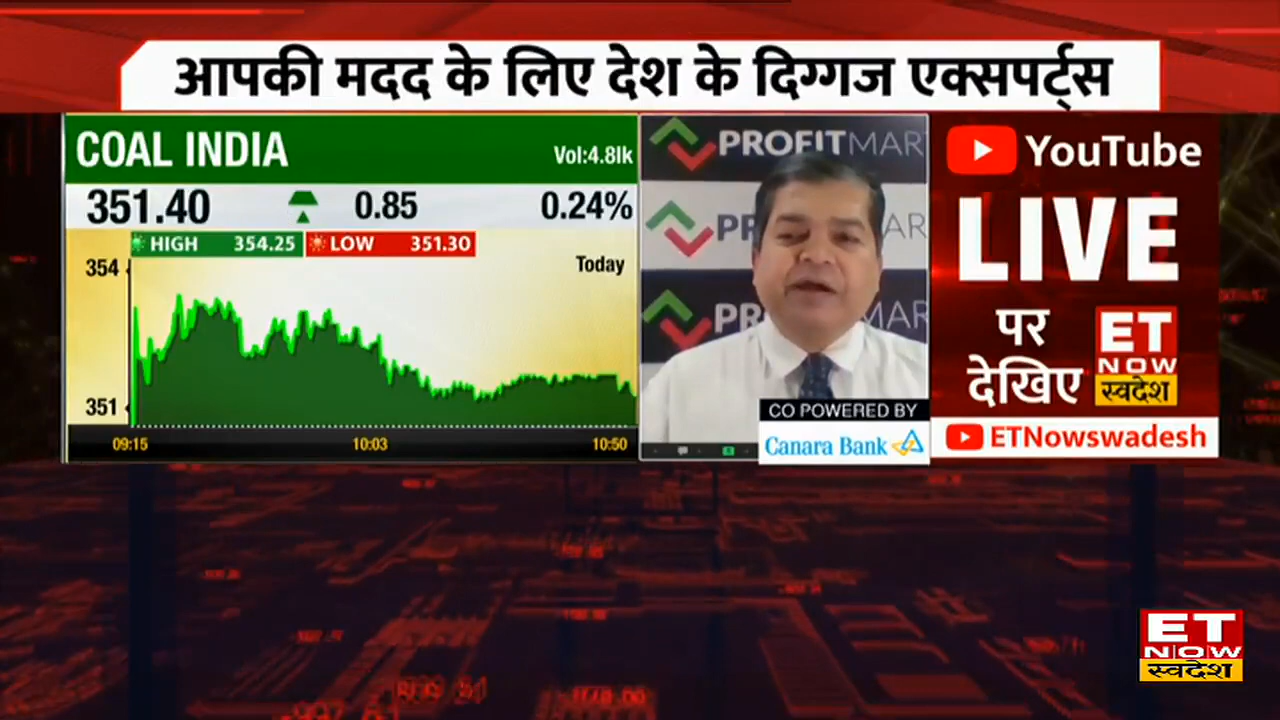 आपकी मदद के लिए देश के दिग्गज एक्सपर्ट्स
COAL INDIA
Vol:4.8lk
351.40 0.85 0.24%
HIGH 354.25 LOW 351.30
354
Today
351
09:15 10:03 10:50
PROFITMART
CO POWERED BY
Canara Bank
YouTube
LIVE
पर
देखिए
ET
NOW
स्वदेश
ETNowswadesh
ET
NOW
स्वदेश